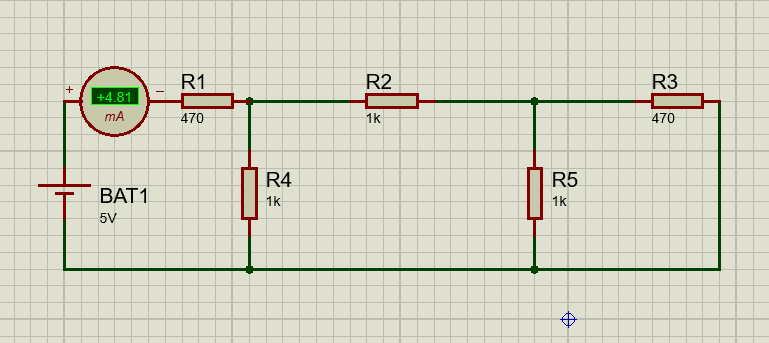 + +4.81 −
mA
R1
470
R2
1k
R3
470
R4
1k
R5
1k
BAT1
5V